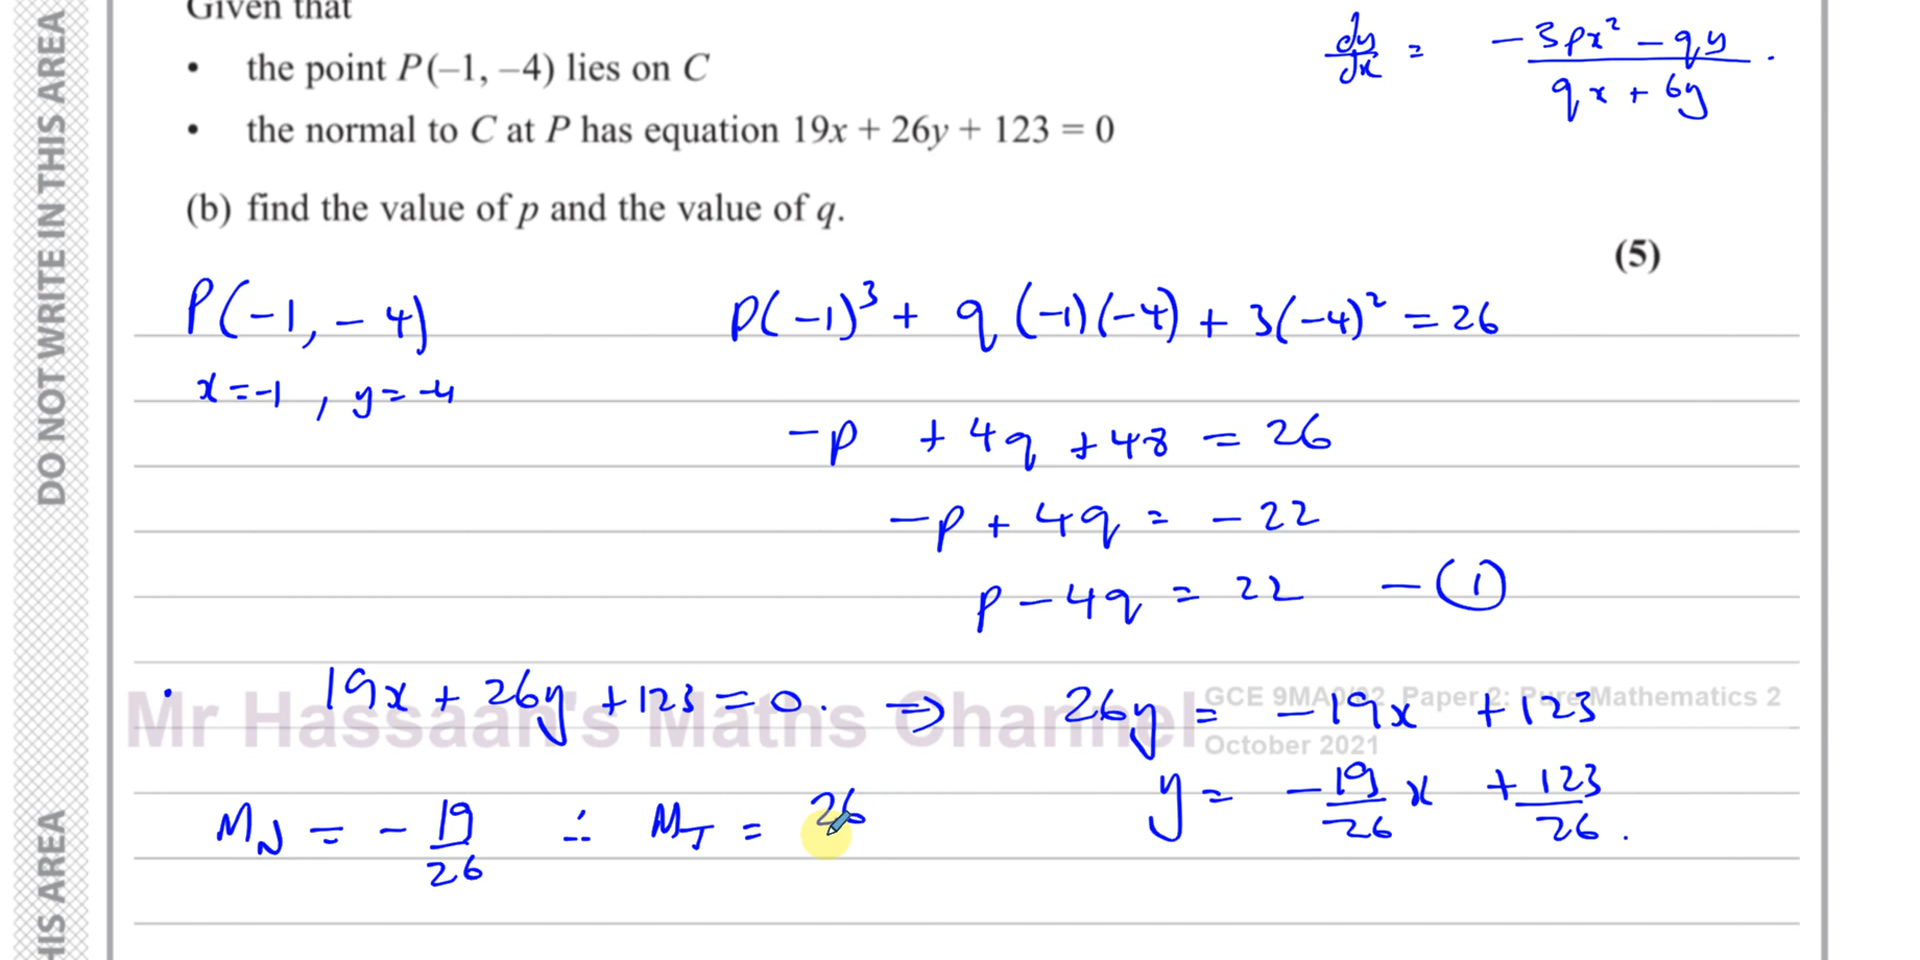 Given that
• the point P(–1, –4) lies on C
• the normal to C at P has equation 19x + 26y + 123 = 0
dy/dx = (-3px² - qy)/(qx + 6y).
(b) find the value of p and the value of q.
(5)
P(-1, -4)
x = -1, y = -4
p(-1)³ + q(-1)(-4) + 3(-4)² = 26
-p + 4q + 48 = 26
-p + 4q = -22
p - 4q = 22 - ①
19x + 26y + 123 = 0. ⇒ 26y = -19x + 123
y = -19/26 x + 123/26.
M_N = -19/26 ∴ M_T = 26
Mr Hassaan's Maths Channel
GCE 9MA0/02 Paper 2: Pure Mathematics 2
October 2021
DO NOT WRITE IN THIS AREA
HIS AREA